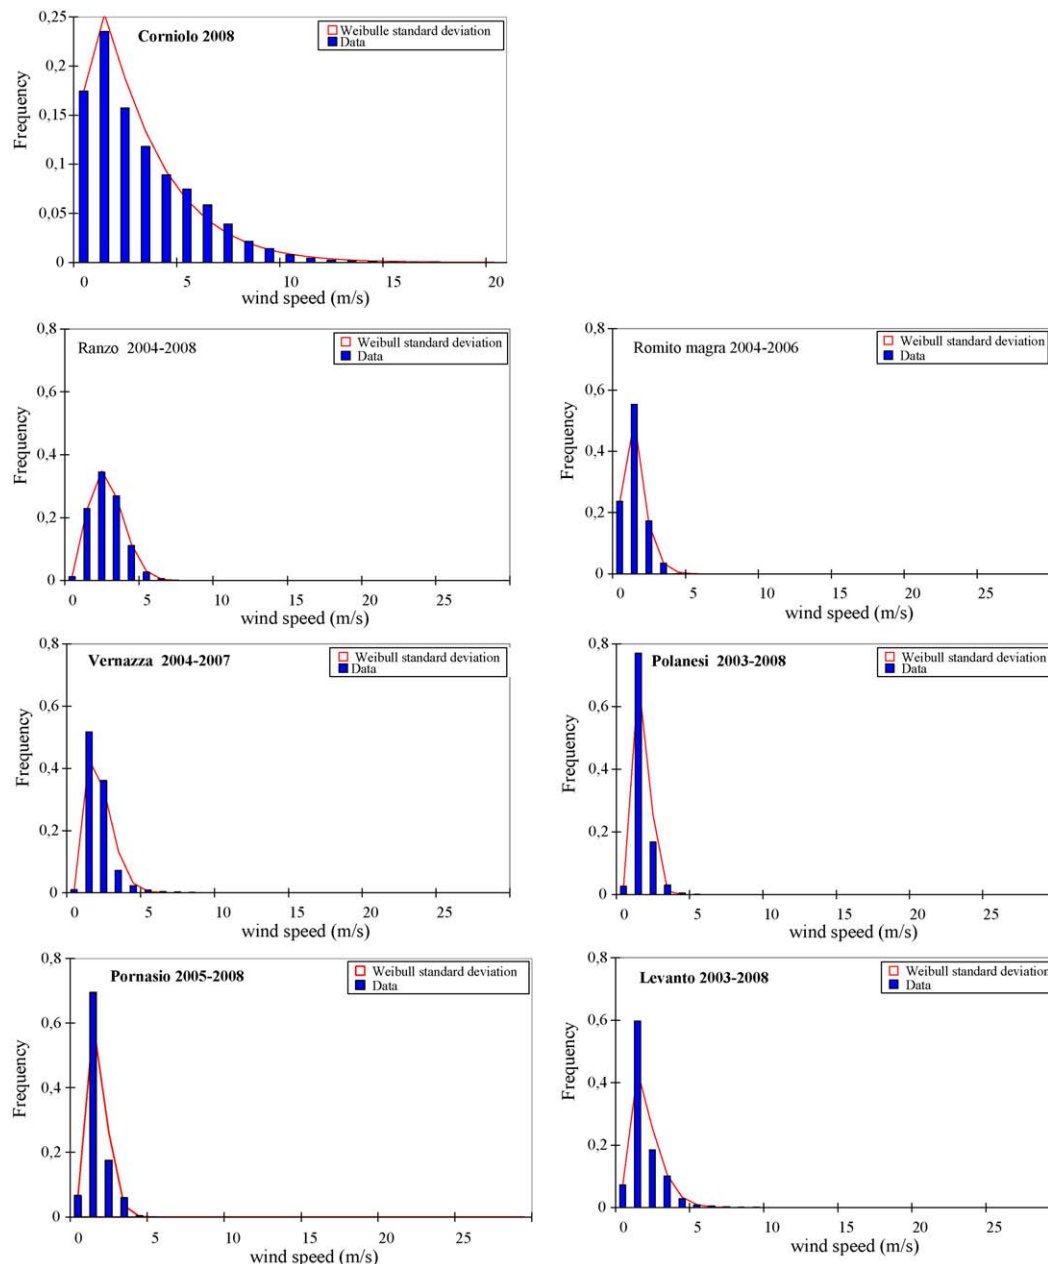 Corniolo 2008
Weibulle standard deviation
Data
Frequency
0,25
0,2
0,15
0,1
0,05
0
0 5 10 15 20
wind speed (m/s)
Ranzo 2004-2008
Weibull standard deviation
Data
Frequency
0,8
0,6
0,4
0,2
0
0 5 10 15 20 25
wind speed (m/s)
Romito magra 2004-2006
Weibull standard deviation
Data
Frequency
0,8
0,6
0,4
0,2
0
0 5 10 15 20 25
wind speed (m/s)
Vernazza 2004-2007
Weibull standard deviation
Data
Frequency
0,8
0,6
0,4
0,2
0
0 5 10 15 20 25
wind speed (m/s)
Polanesi 2003-2008
Weibull standard deviation
Data
Frequency
0,8
0,6
0,4
0,2
0
0 5 10 15 20 25
wind speed (m/s)
Pornasio 2005-2008
Weibull standard deviation
Data
Frequency
0,8
0,6
0,4
0,2
0
0 5 10 15 20 25
wind speed (m/s)
Levanto 2003-2008
Weibull standard deviation
Data
Frequency
0,8
0,6
0,4
0,2
0
0 5 10 15 20 25
wind speed (m/s)